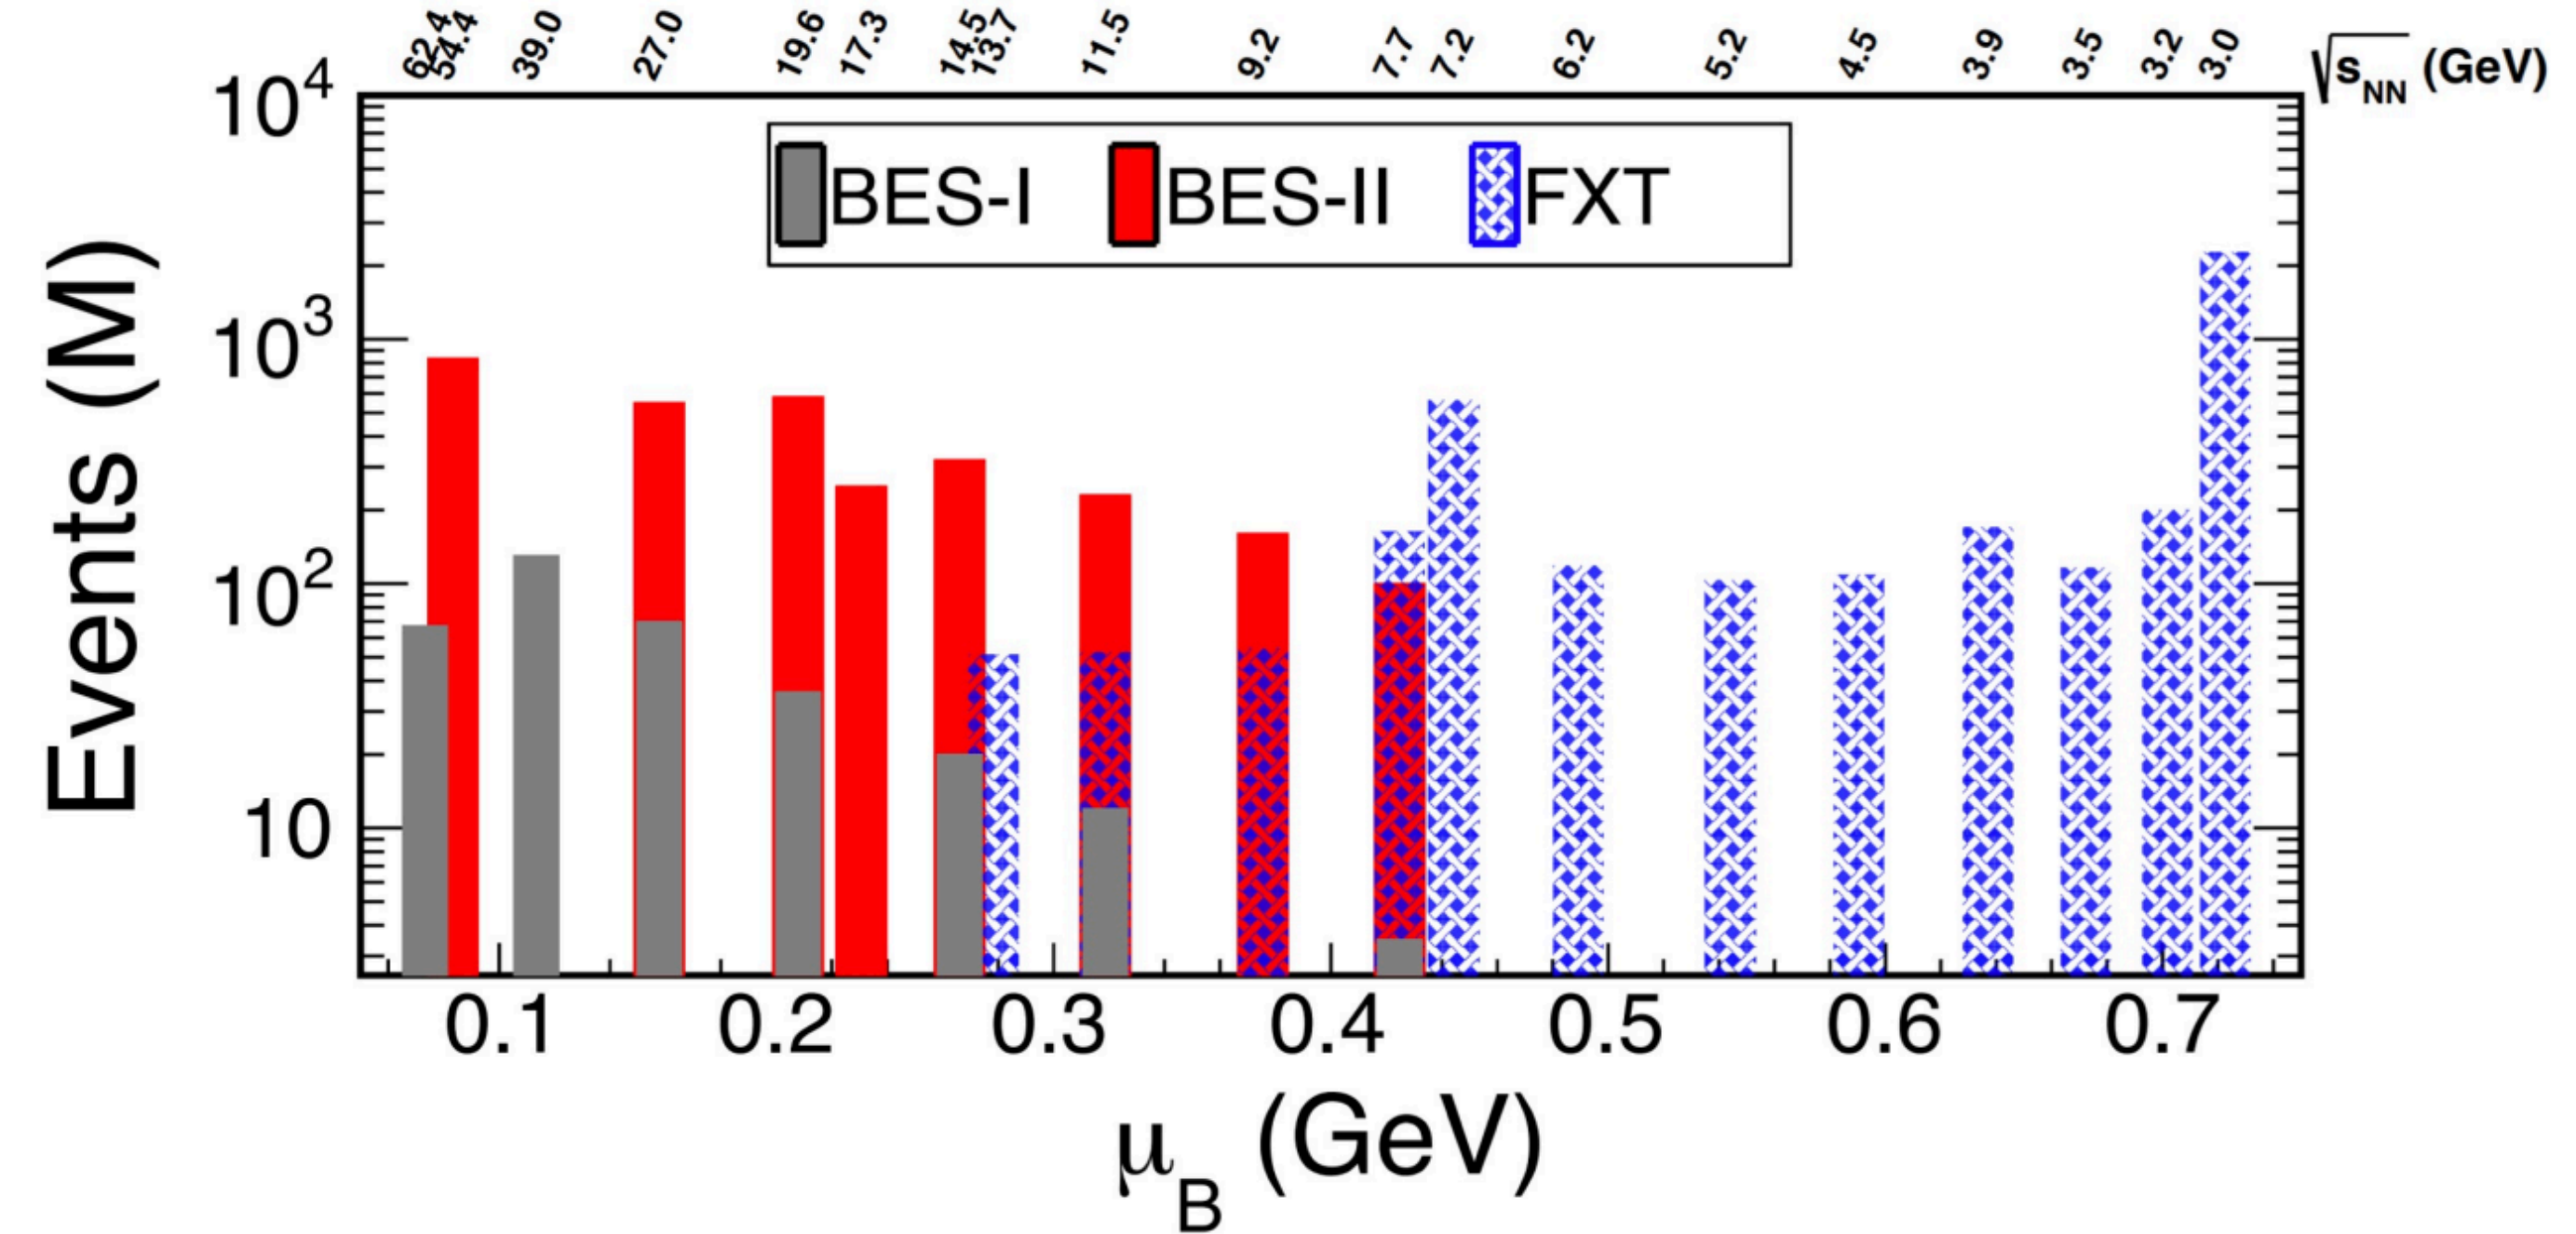 62.4 54.4 39.0 27.0 19.6 17.3 14.5 13.7 11.5 9.2 7.7 7.2 6.2 5.2 4.5 3.9 3.5 3.2 3.0 √sNN (GeV)
10⁴
BES-I BES-II FXT
10³
10²
10
Events (M)
0.1 0.2 0.3 0.4 0.5 0.6 0.7
μB (GeV)